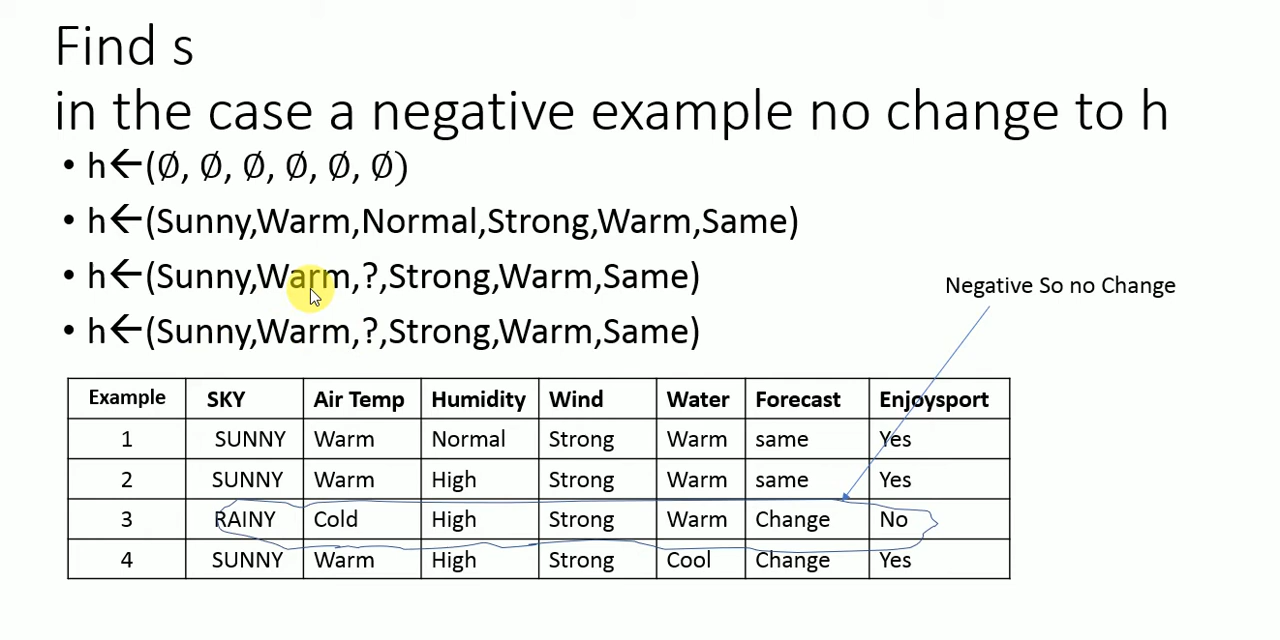 Find s
in the case a negative example no change to h
• h←(∅, ∅, ∅, ∅, ∅, ∅)
• h←(Sunny,Warm,Normal,Strong,Warm,Same)
• h←(Sunny,Warm,?,Strong,Warm,Same)
Negative So no Change
• h←(Sunny,Warm,?,Strong,Warm,Same)
Example SKY Air Temp Humidity Wind Water Forecast Enjoysport
1 SUNNY Warm Normal Strong Warm same Yes
2 SUNNY Warm High Strong Warm same Yes
3 RAINY Cold High Strong Warm Change No
4 SUNNY Warm High Strong Cool Change Yes